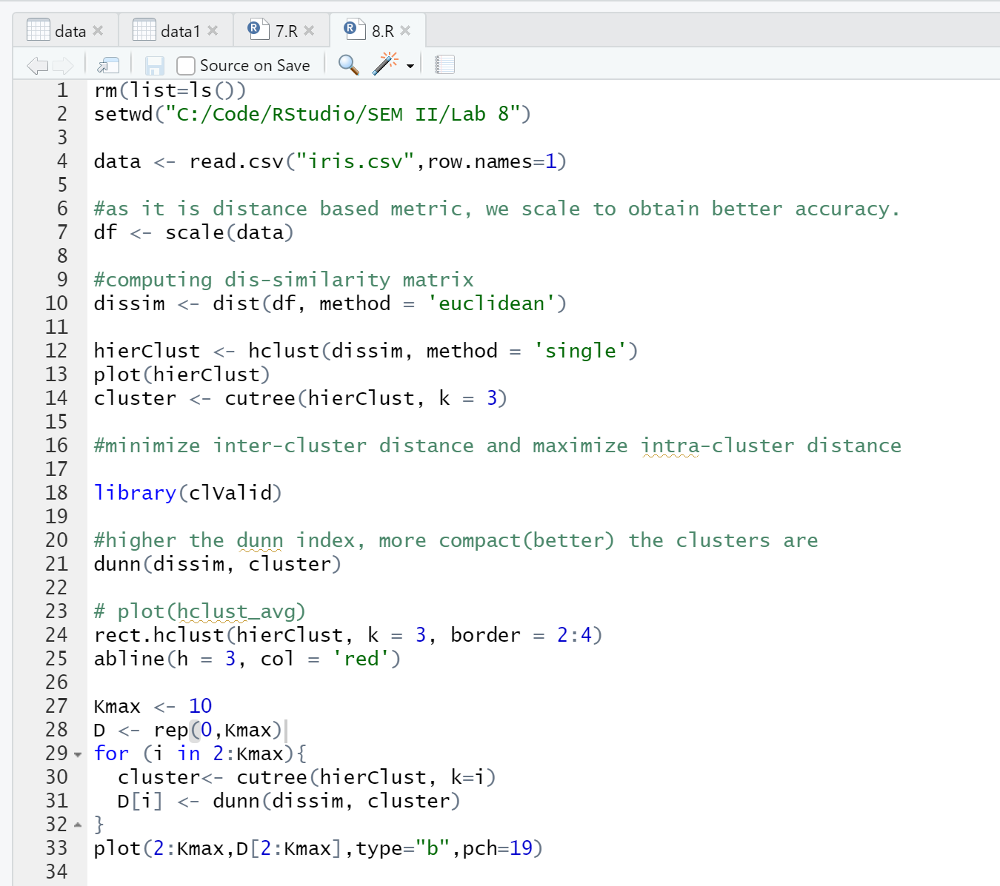 data × data1 × 7.R × 8.R ×
Source on Save
1 rm(list=ls())
2 setwd("C:/Code/RStudio/SEM II/Lab 8")
3
4 data <- read.csv("iris.csv",row.names=1)
5
6 #as it is distance based metric, we scale to obtain better accuracy.
7 df <- scale(data)
8
9 #computing dis-similarity matrix
10 dissim <- dist(df, method = 'euclidean')
11
12 hierClust <- hclust(dissim, method = 'single')
13 plot(hierClust)
14 cluster <- cutree(hierClust, k = 3)
15
16 #minimize inter-cluster distance and maximize intra-cluster distance
17
18 library(clValid)
19
20 #higher the dunn index, more compact(better) the clusters are
21 dunn(dissim, cluster)
22
23 # plot(hclust_avg)
24 rect.hclust(hierClust, k = 3, border = 2:4)
25 abline(h = 3, col = 'red')
26
27 Kmax <- 10
28 D <- rep(0,Kmax)
29 for (i in 2:Kmax){
30   cluster<- cutree(hierClust, k=i)
31   D[i] <- dunn(dissim, cluster)
32 }
33 plot(2:Kmax,D[2:Kmax],type="b",pch=19)
34